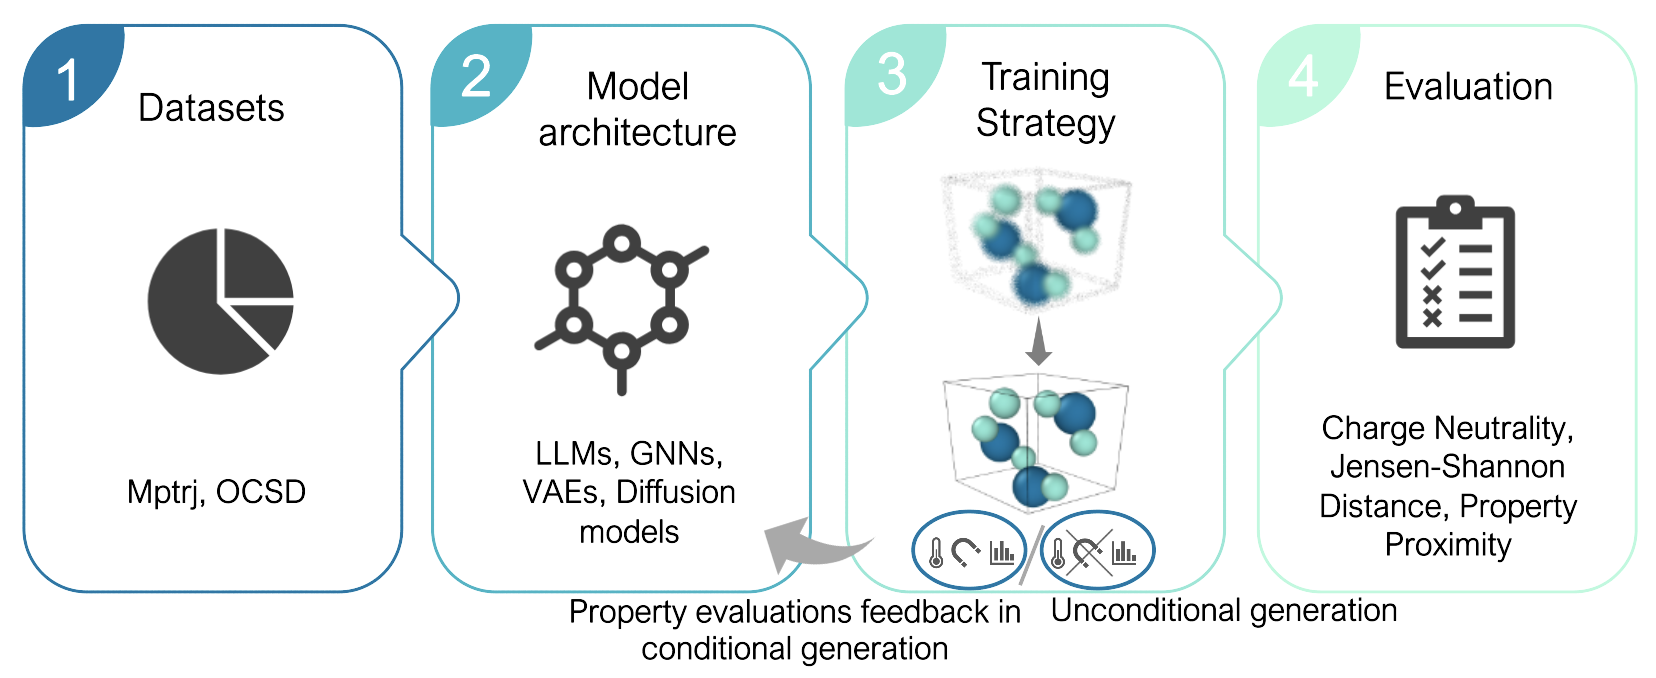 1
Datasets
Mptrj, OCSD
2
Model
architecture
LLMs, GNNs,
VAEs, Diffusion
models
3
Training
Strategy
Property evaluations feedback in
conditional generation
Unconditional generation
4
Evaluation
Charge Neutrality,
Jensen-Shannon
Distance, Property
Proximity